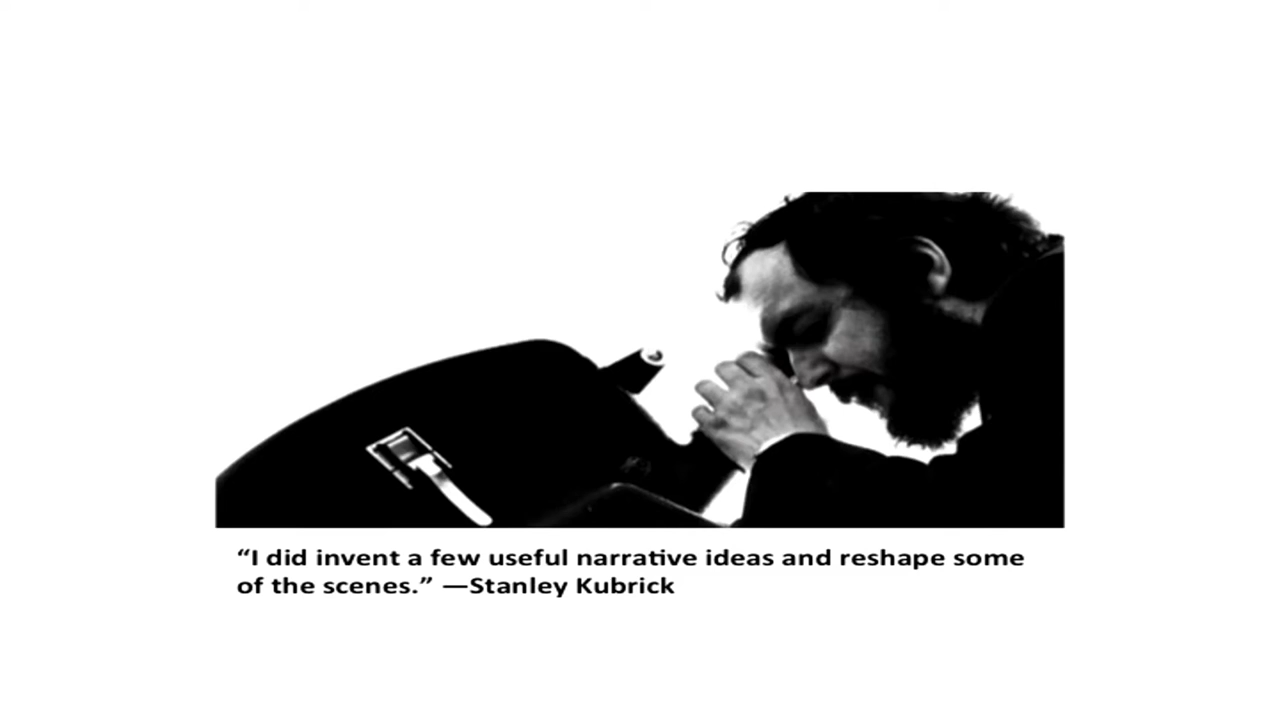 “I did invent a few useful narrative ideas and reshape some
of the scenes.” —Stanley Kubrick